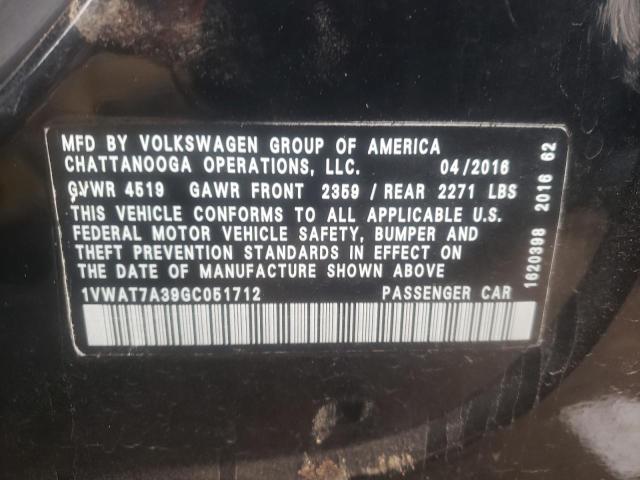 MFD BY VOLKSWAGEN GROUP OF AMERICA
CHATTANOOGA OPERATIONS, LLC. 04/2016
GVWR 4519 GAWR FRONT 2359 / REAR 2271 LBS
THIS VEHICLE CONFORMS TO ALL APPLICABLE U.S.
FEDERAL MOTOR VEHICLE SAFETY, BUMPER AND
THEFT PREVENTION STANDARDS IN EFFECT ON
THE DATE OF MANUFACTURE SHOWN ABOVE.
1VWAT7A39GC051712 PASSENGER CAR
1620398 2016 62